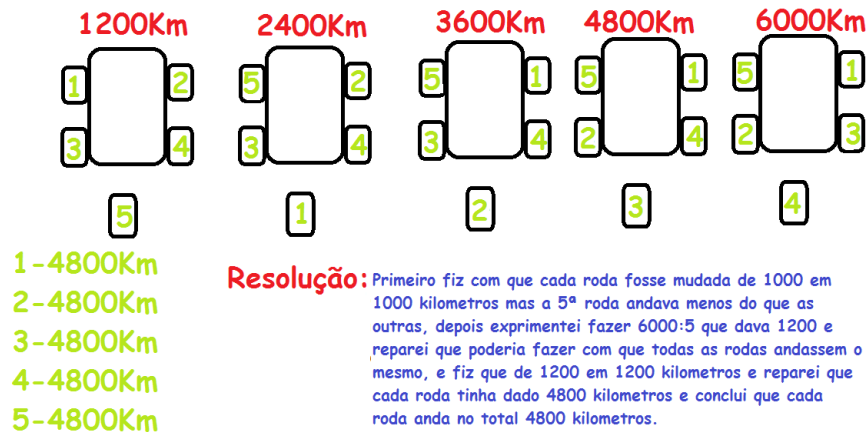 1200Km 2400Km 3600Km 4800Km 6000Km
1 2 5 2 5 1 5 1 5 1
3 4 3 4 3 4 2 4 2 3
5 1 2 3 4
1-4800Km
2-4800Km
3-4800Km
4-4800Km
5-4800Km
Resolução: Primeiro fiz com que cada roda fosse mudada de 1000 em
1000 kilometros mas a 5ª roda andava menos do que as
outras, depois exprimentei fazer 6000:5 que dava 1200 e
reparei que poderia fazer com que todas as rodas andassem o
mesmo, e fiz que de 1200 em 1200 kilometros e reparei que
cada roda tinha dado 4800 kilometros e conclui que cada
roda anda no total 4800 kilometros.